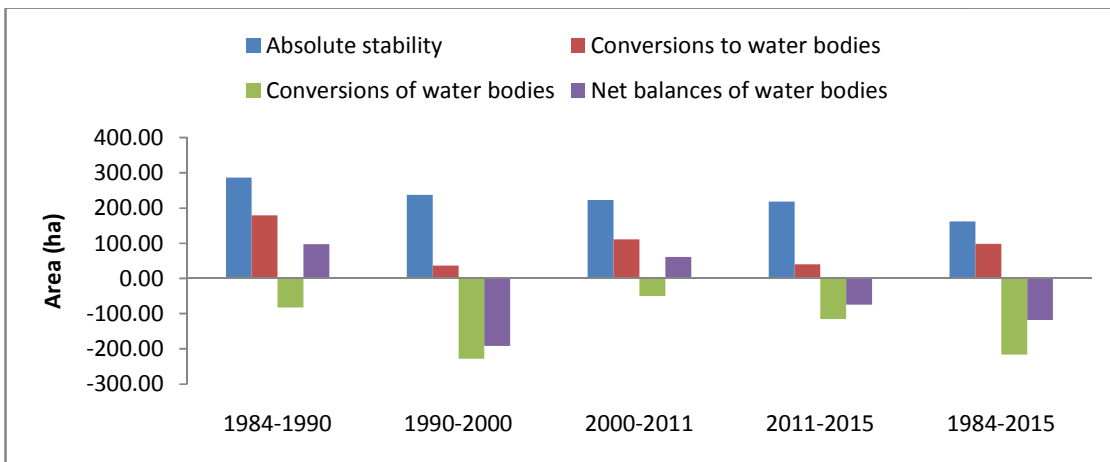 Absolute stability Conversions to water bodies
Conversions of water bodies Net balances of water bodies
400.00
300.00
200.00
100.00
0.00
-100.00
-200.00
-300.00
Area (ha)
1984-1990 1990-2000 2000-2011 2011-2015 1984-2015